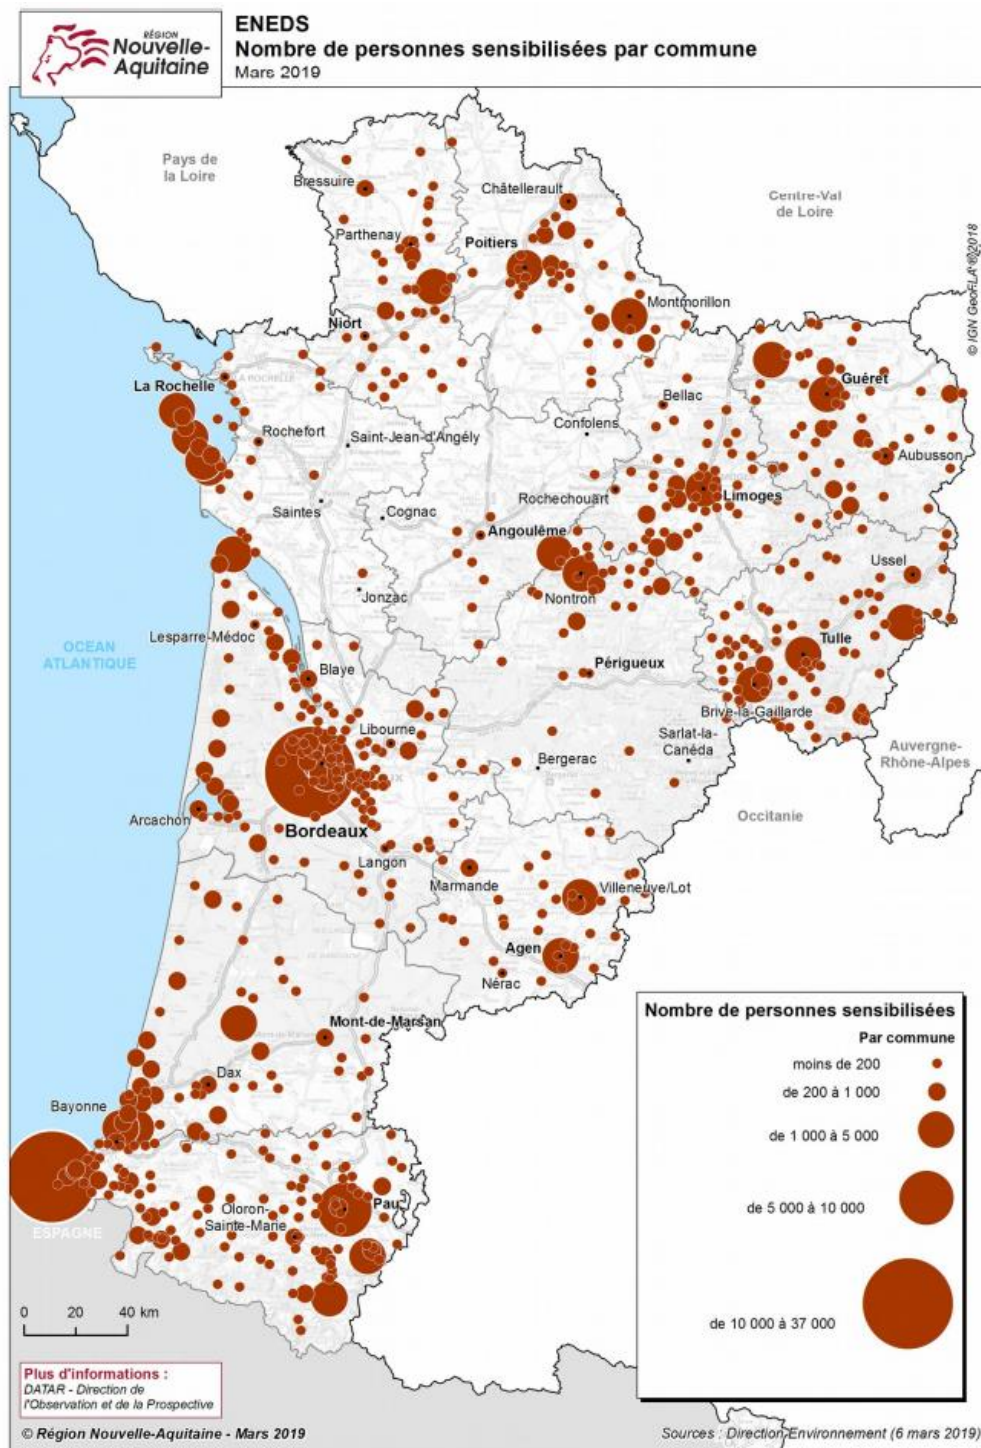 RÉGION
Nouvelle-
Aquitaine
ENEDS
Nombre de personnes sensibilisées par commune
Mars 2019
Pays de
la Loire
Centre-Val
de Loire
© IGN GeoFLA®©2018
Bressuire
Châtellerault
Parthenay
Poitiers
Montmorillon
Niort
La Rochelle
LA ROCHELLE
Guéret
Bellac
Rochefort
Saint-Jean-d'Angély
Confolens
Aubusson
Saintes
Cognac
Rochechouart
Limoges
Angoulême
Ussel
Jonzac
Nontron
Lesparre-Médoc
Tulle
OCEAN
ATLANTIQUE
Blaye
Périgueux
Brive-la-Gaillarde
Libourne
Sarlat-la-
Canéda
Bergerac
Auvergne-
Rhône-Alpes
Arcachon
Bordeaux
Occitanie
Langon
Marmande
Villeneuve/Lot
Agen
Nérac
Mont-de-Marsan
Dax
Bayonne
Pau
Oloron-
Sainte-Marie
ESPAGNE
Nombre de personnes sensibilisées
Par commune
moins de 200
de 200 à 1 000
de 1 000 à 5 000
de 5 000 à 10 000
de 10 000 à 37 000
0 20 40 km
Plus d'informations :
DATAR - Direction de
l'Observation et de la Prospective
© Région Nouvelle-Aquitaine - Mars 2019
Sources : Direction Environnement (6 mars 2019)